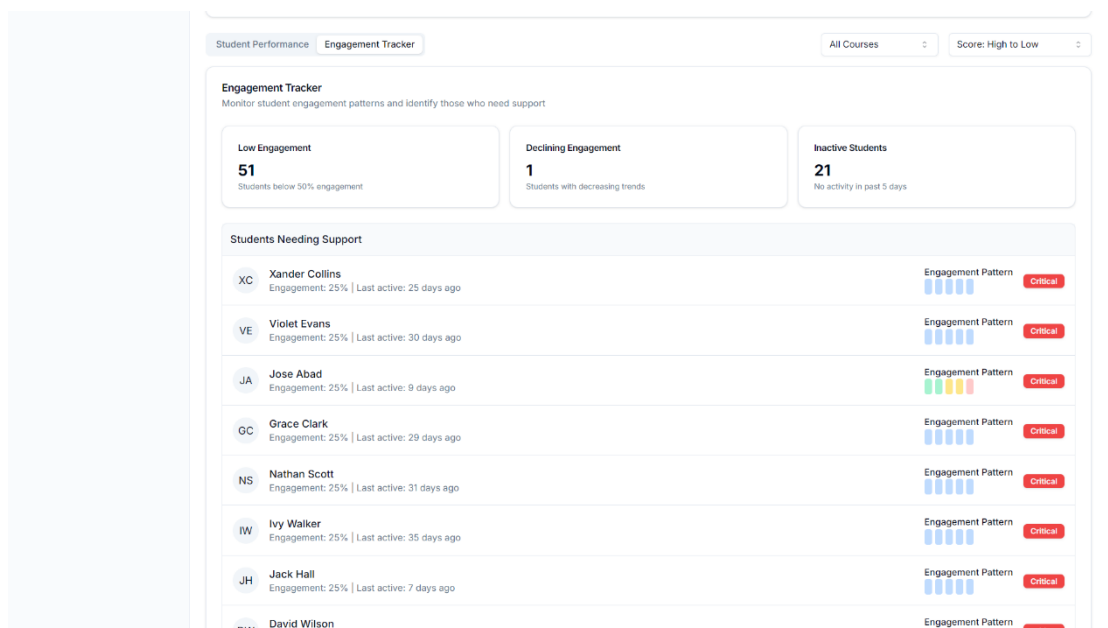 Student Performance
Engagement Tracker
All Courses
Score: High to Low
Engagement Tracker
Monitor student engagement patterns and identify those who need support
Low Engagement
51
Students below 50% engagement
Declining Engagement
1
Students with decreasing trends
Inactive Students
21
No activity in past 5 days
Students Needing Support
XC
Xander Collins
Engagement: 25% | Last active: 25 days ago
Engagement Pattern
Critical
VE
Violet Evans
Engagement: 25% | Last active: 30 days ago
Engagement Pattern
Critical
JA
Jose Abad
Engagement: 25% | Last active: 9 days ago
Engagement Pattern
Critical
GC
Grace Clark
Engagement: 25% | Last active: 29 days ago
Engagement Pattern
Critical
NS
Nathan Scott
Engagement: 25% | Last active: 31 days ago
Engagement Pattern
Critical
IW
Ivy Walker
Engagement: 25% | Last active: 35 days ago
Engagement Pattern
Critical
JH
Jack Hall
Engagement: 25% | Last active: 7 days ago
Engagement Pattern
Critical
David Wilson
Engagement Pattern